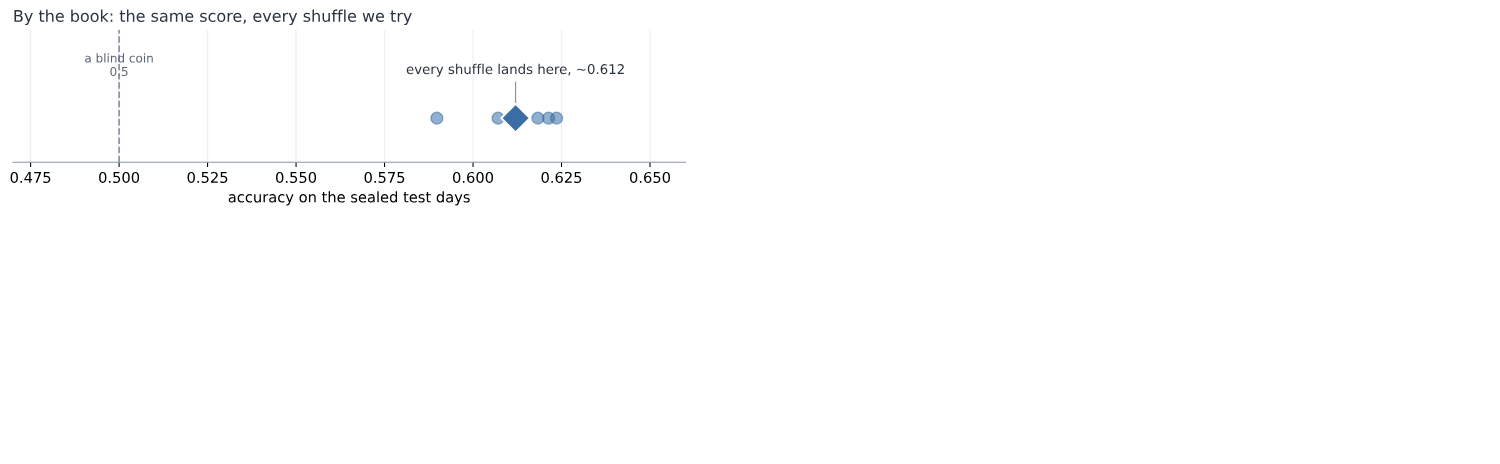 By the book: the same score, every shuffle we try
a blind coin
0.5
every shuffle lands here, ~0.612
0.475 0.500 0.525 0.550 0.575 0.600 0.625 0.650
accuracy on the sealed test days